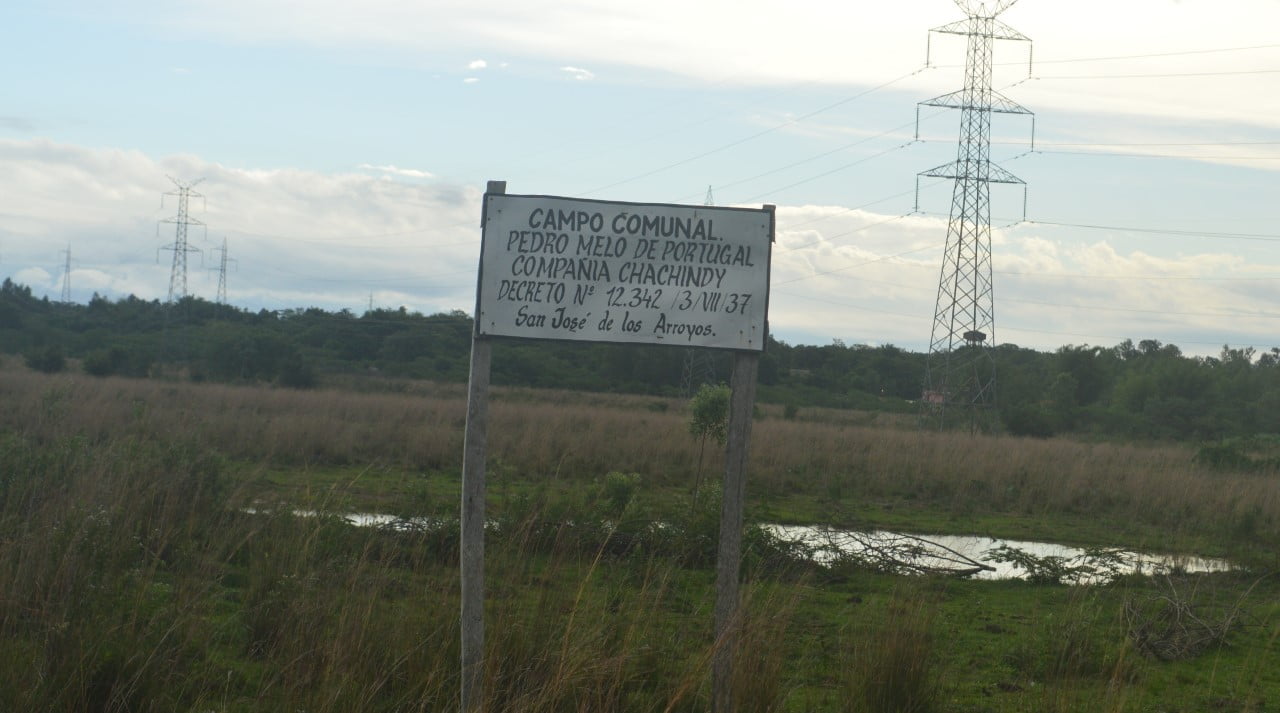 CAMPO COMUNAL.
PEDRO MELO DE PORTUGAL
COMPAÑIA CHACHINDY
DECRETO Nº 12.342 /3/VII/37
San José de los Arroyos.